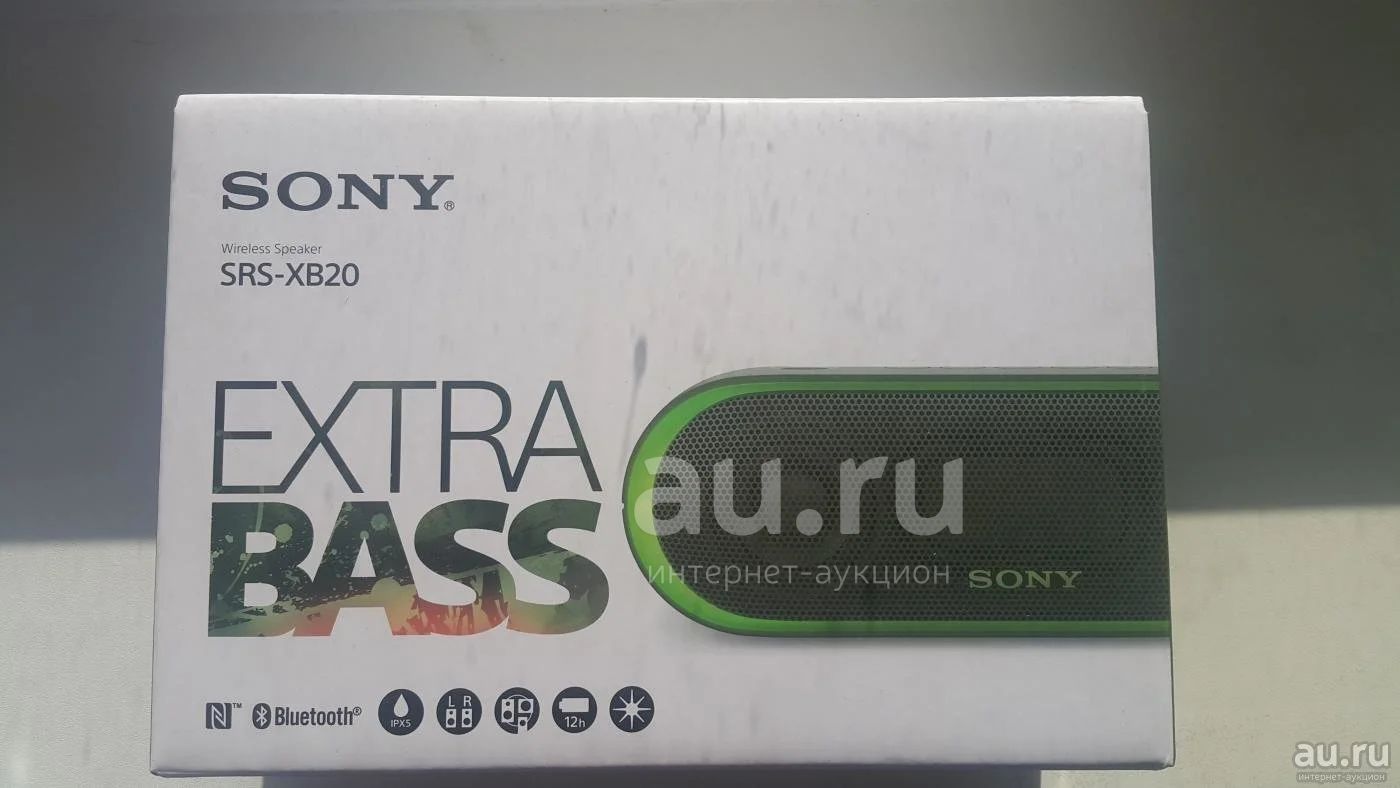 SONY®
Wireless Speaker
SRS-XB20
EXTRA
BASS
au.ru
интернет-аукцион
SONY
N™ Bluetooth® IPX5 L R 12h
au.ru
интернет-аукцион